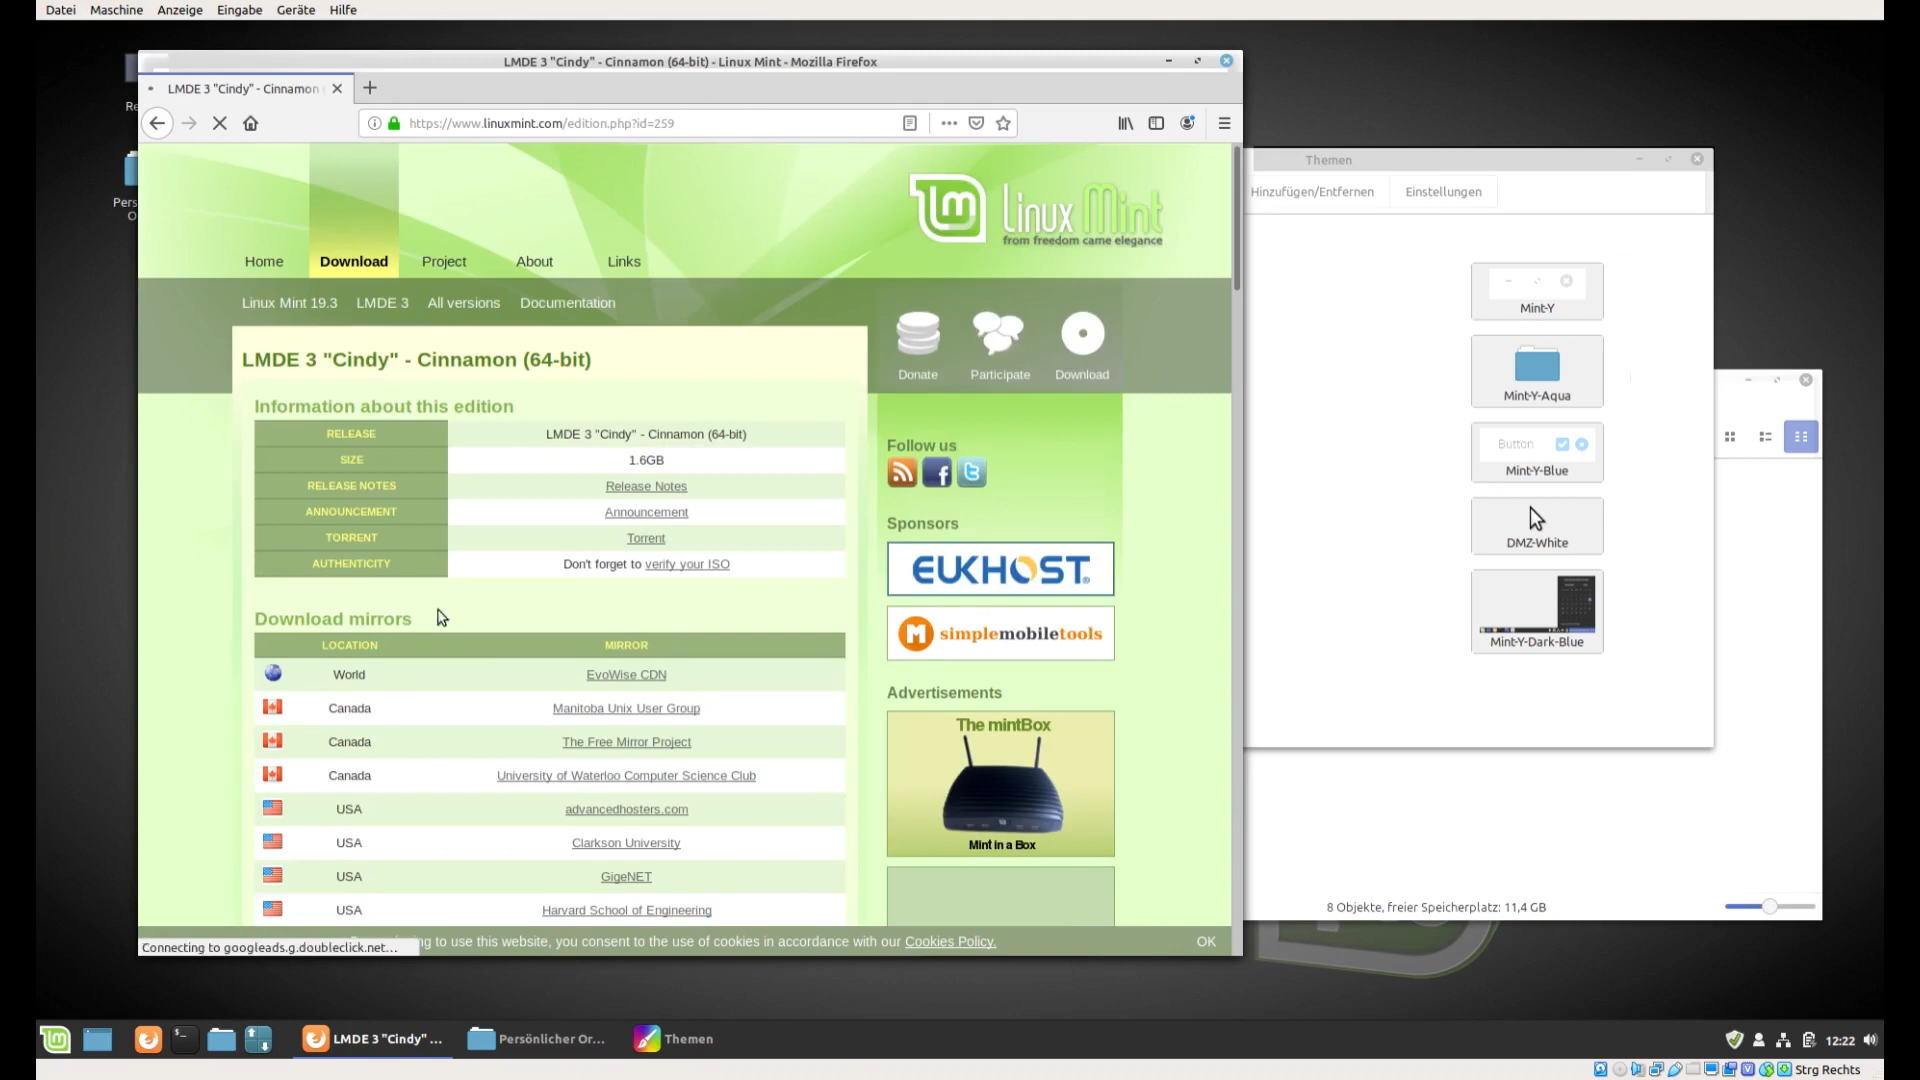 Datei Maschine Anzeige Eingabe Geräte Hilfe
LMDE 3 "Cindy" - Cinnamon (64-bit) - Linux Mint - Mozilla Firefox
LMDE 3 "Cindy" - Cinnamon
https://www.linuxmint.com/edition.php?id=259
Linux Mint
from freedom came elegance
Home Download Project About Links
Linux Mint 19.3 LMDE 3 All versions Documentation
Donate Participate Download
LMDE 3 "Cindy" - Cinnamon (64-bit)
Information about this edition
RELEASE LMDE 3 "Cindy" - Cinnamon (64-bit)
SIZE 1.6GB
RELEASE NOTES Release Notes
ANNOUNCEMENT Announcement
TORRENT Torrent
AUTHENTICITY Don't forget to verify your ISO
Download mirrors
LOCATION MIRROR
World EvoWise CDN
Canada Manitoba Unix User Group
Canada The Free Mirror Project
Canada University of Waterloo Computer Science Club
USA advancedhosters.com
USA Clarkson University
USA GigeNET
USA Harvard School of Engineering
Follow us
Sponsors
EUKHOST
simplemobiletools
Advertisements
The mintBox
Mint in a Box
Connecting to googleads.g.doubleclick.net...
to use this website, you consent to the use of cookies in accordance with our Cookies Policy.
OK
Themen
Hinzufügen/Entfernen Einstellungen
Mint-Y
Mint-Y-Aqua
Button
Mint-Y-Blue
DMZ-White
Mint-Y-Dark-Blue
8 Objekte, freier Speicherplatz: 11,4 GB
LMDE 3 "Cindy" ... Persönlicher Or... Themen
12:22
Strg Rechts